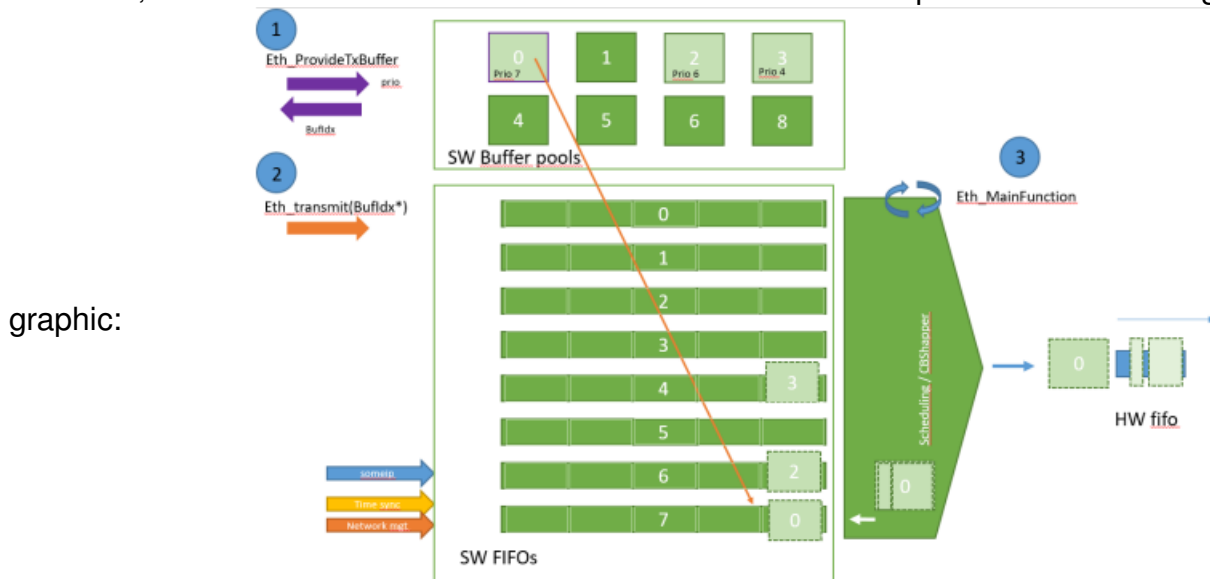 1
Eth_ProvideTxBuffer
prio
BufIdx
0
Prio 7
1
2
Prio 6
3
Prio 4
4
5
6
8
SW Buffer pools
2
Eth_transmit(BufIdx*)
3
Eth_MainFunction
0
1
2
3
4
3
5
6
2
7
0
SW FIFOs
graphic:
someip
Time sync
Network mgt
Scheduling / CBShapper
0
0
HW fifo